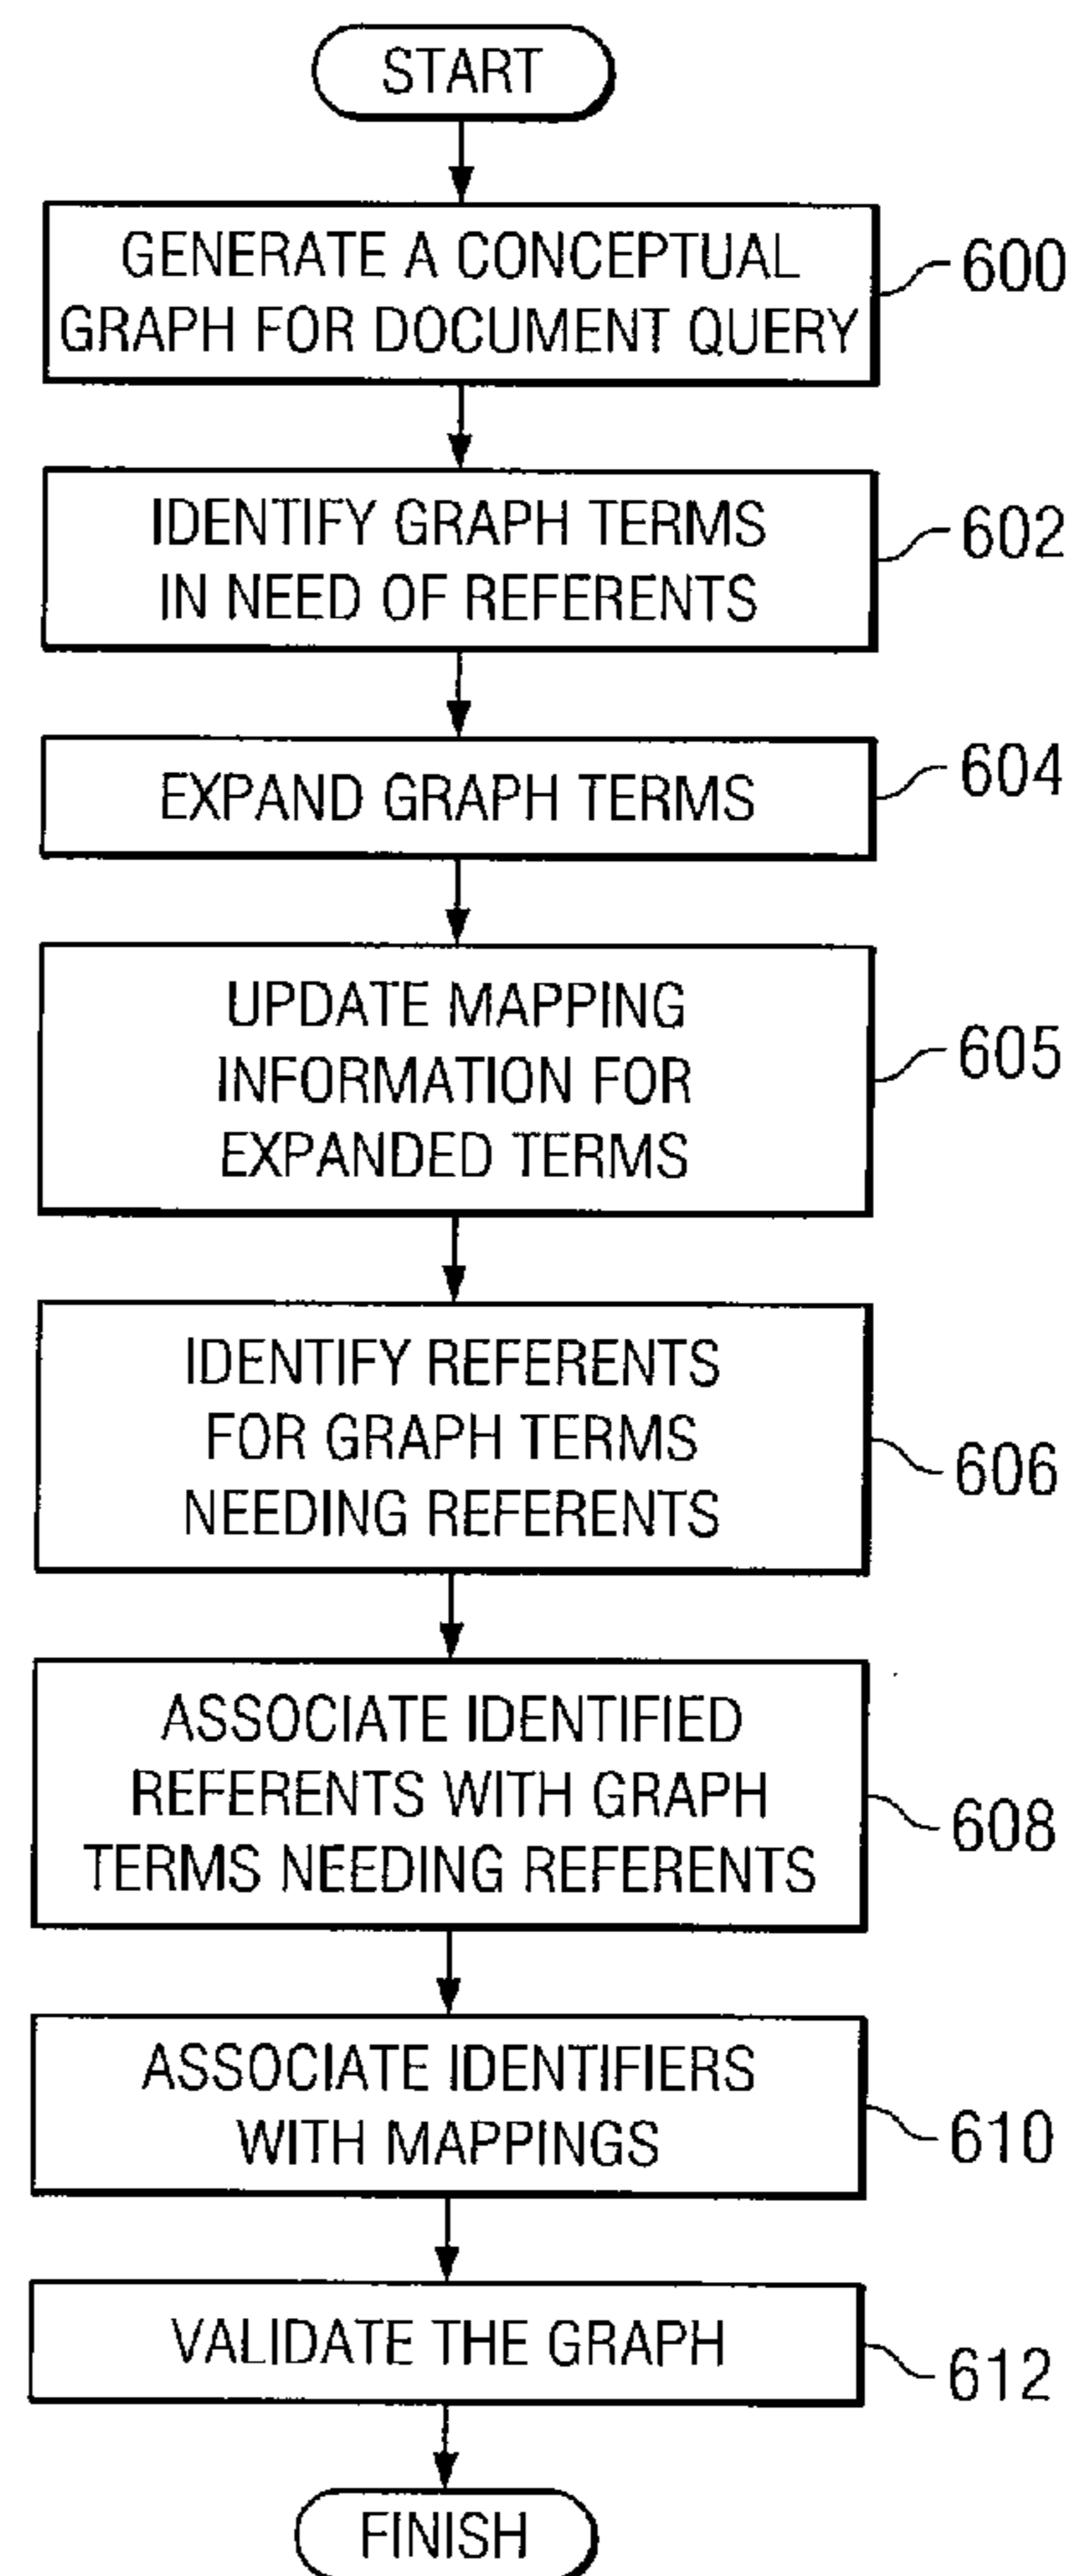 START
GENERATE A CONCEPTUAL
GRAPH FOR DOCUMENT QUERY
600
IDENTIFY GRAPH TERMS
IN NEED OF REFERENTS
602
EXPAND GRAPH TERMS
604
UPDATE MAPPING
INFORMATION FOR
EXPANDED TERMS
605
IDENTIFY REFERENTS
FOR GRAPH TERMS
NEEDING REFERENTS
606
ASSOCIATE IDENTIFIED
REFERENTS WITH GRAPH
TERMS NEEDING REFERENTS
608
ASSOCIATE IDENTIFIERS
WITH MAPPINGS
610
VALIDATE THE GRAPH
612
FINISH